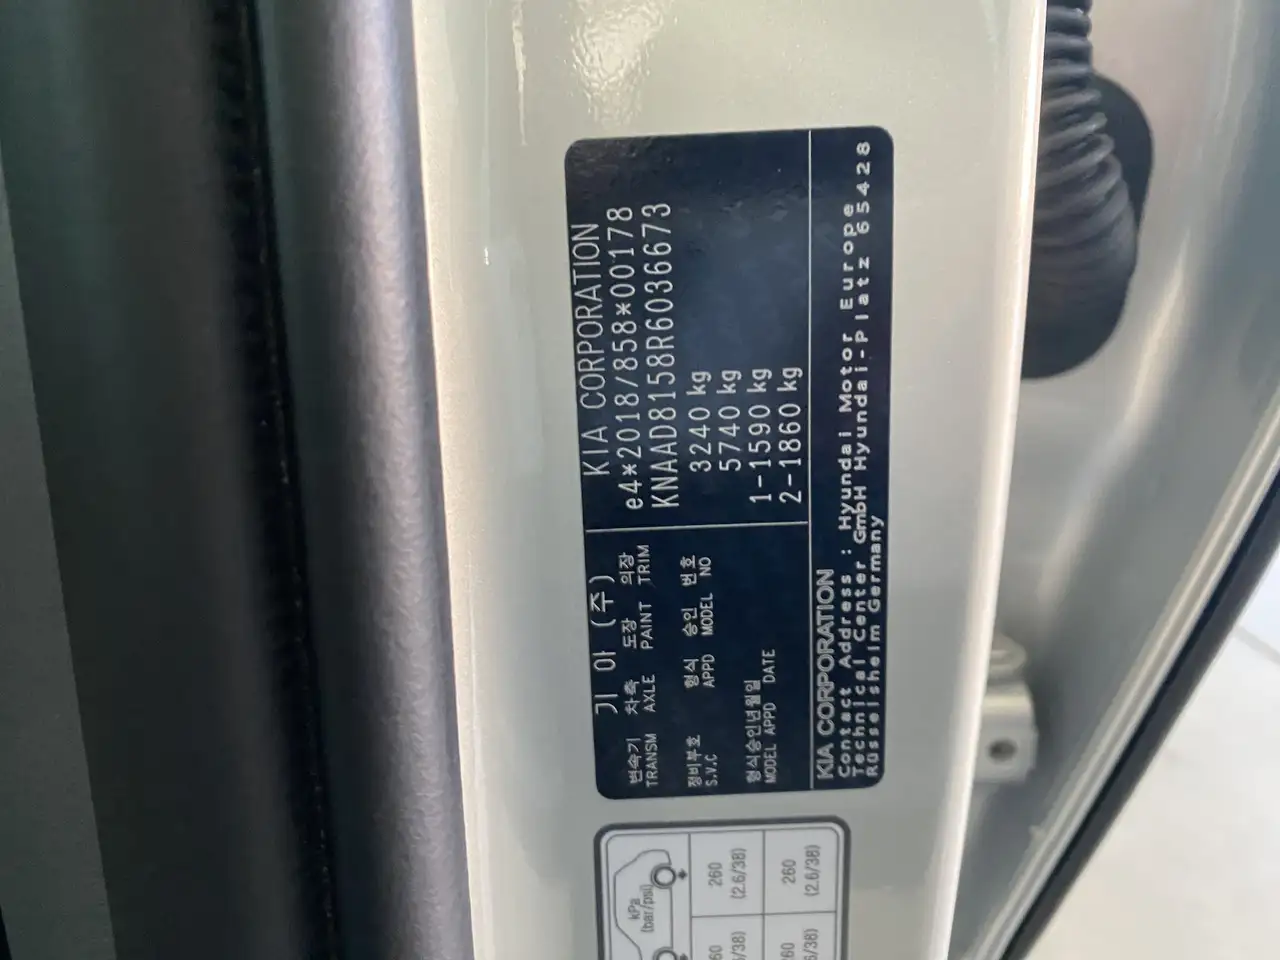 기 아 (주)
변속기 차축 도장 의장
TRANSM AXLE PAINT TRIM
정비부호 형식 승인 번호
S.V.C APPD MODEL NO
형식승인년월일
MODEL APPD DATE
KIA CORPORATION
e4*2018/858*00178
KNAAD8158R6036673
3240 kg
5740 kg
1-1590 kg
2-1860 kg
KIA CORPORATION
Contact Address : Hyundai Motor Europe
Technical Center GmbH Hyundai-Platz 65428
Rüsselsheim Germany
kPa
(bar/psi)
260
(2.6/38)
260
(2.6/38)